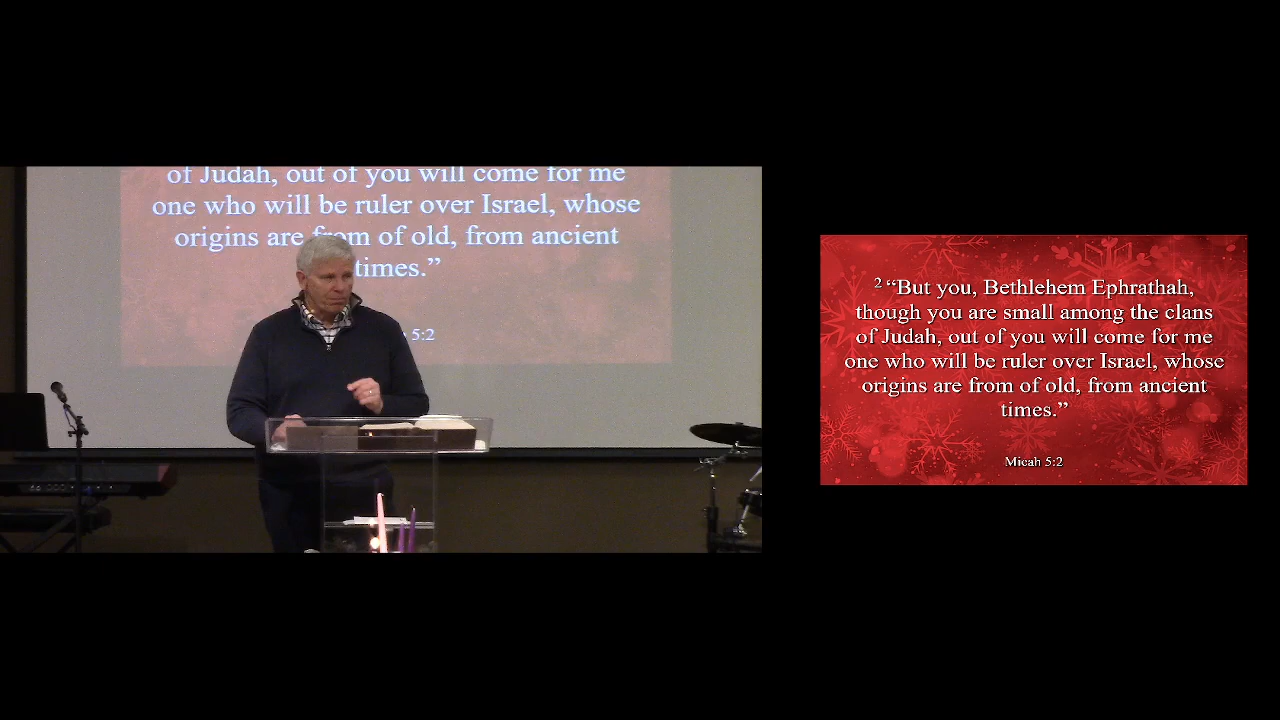 of Judah, out of you will come for me
one who will be ruler over Israel, whose
origins are from of old, from ancient
times.”
5:2
2 “But you, Bethlehem Ephrathah,
though you are small among the clans
of Judah, out of you will come for me
one who will be ruler over Israel, whose
origins are from of old, from ancient
times.”
Micah 5:2